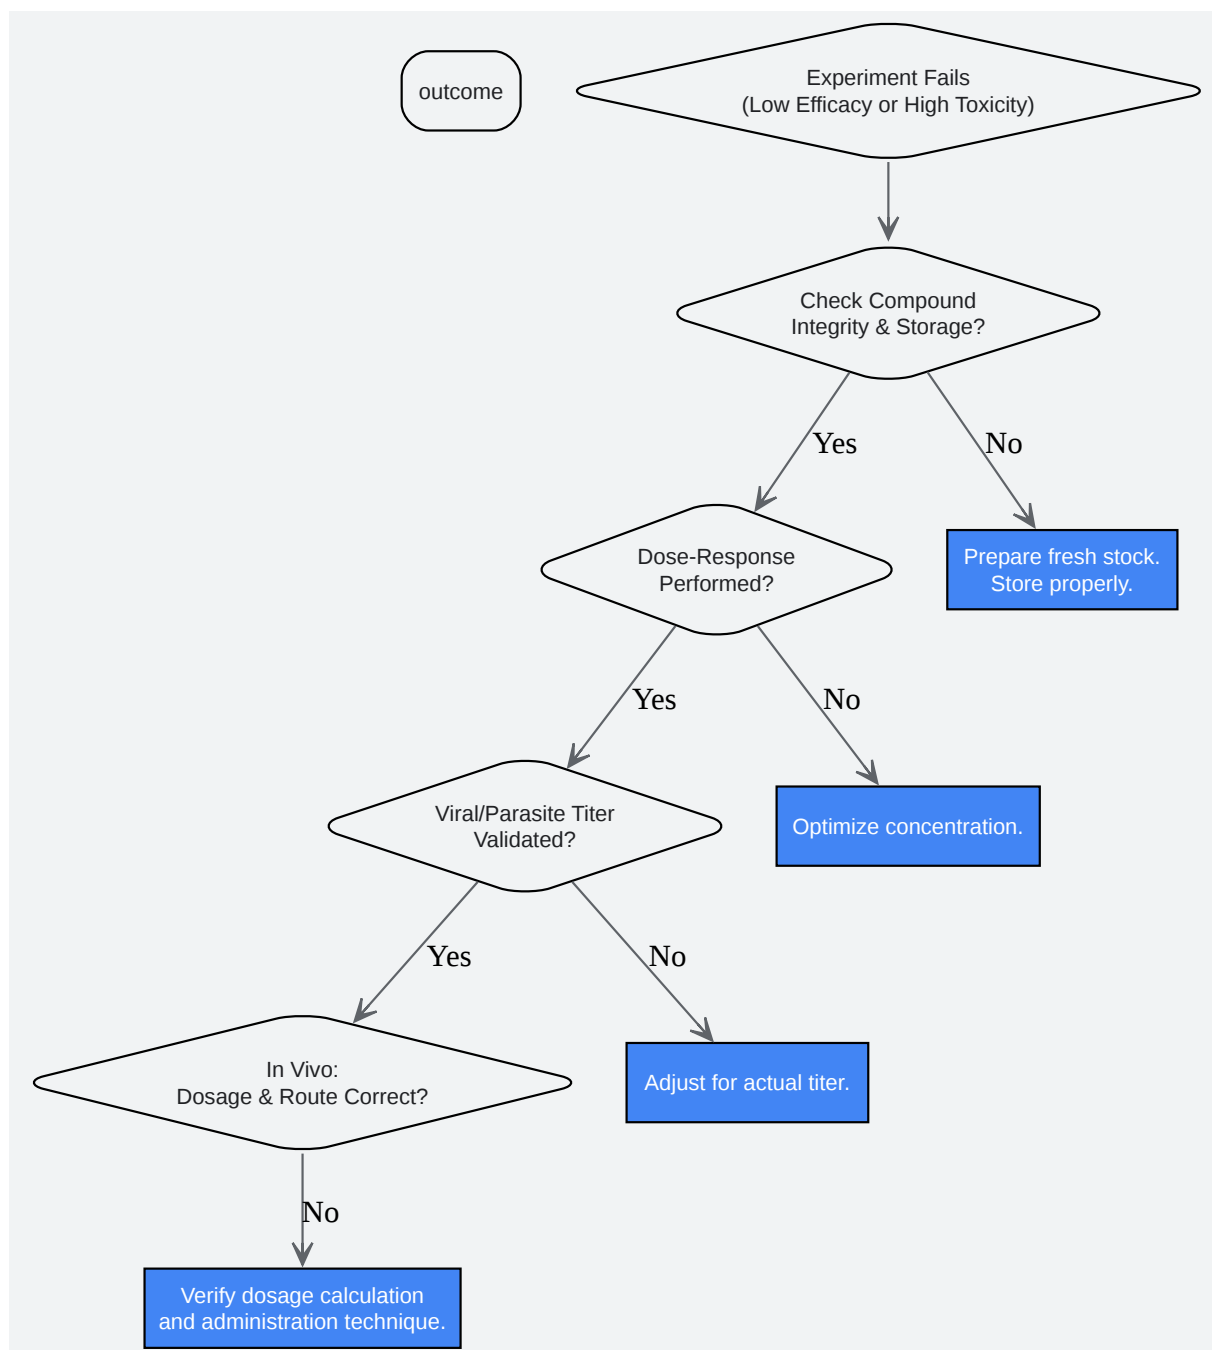 outcome
Experiment Fails
(Low Efficacy or High Toxicity)
Check Compound
Integrity & Storage?
Yes
No
Dose-Response
Performed?
Prepare fresh stock.
Store properly.
Yes
No
Viral/Parasite Titer
Validated?
Optimize concentration.
Yes
No
In Vivo:
Dosage & Route Correct?
Adjust for actual titer.
No
Verify dosage calculation
and administration technique.